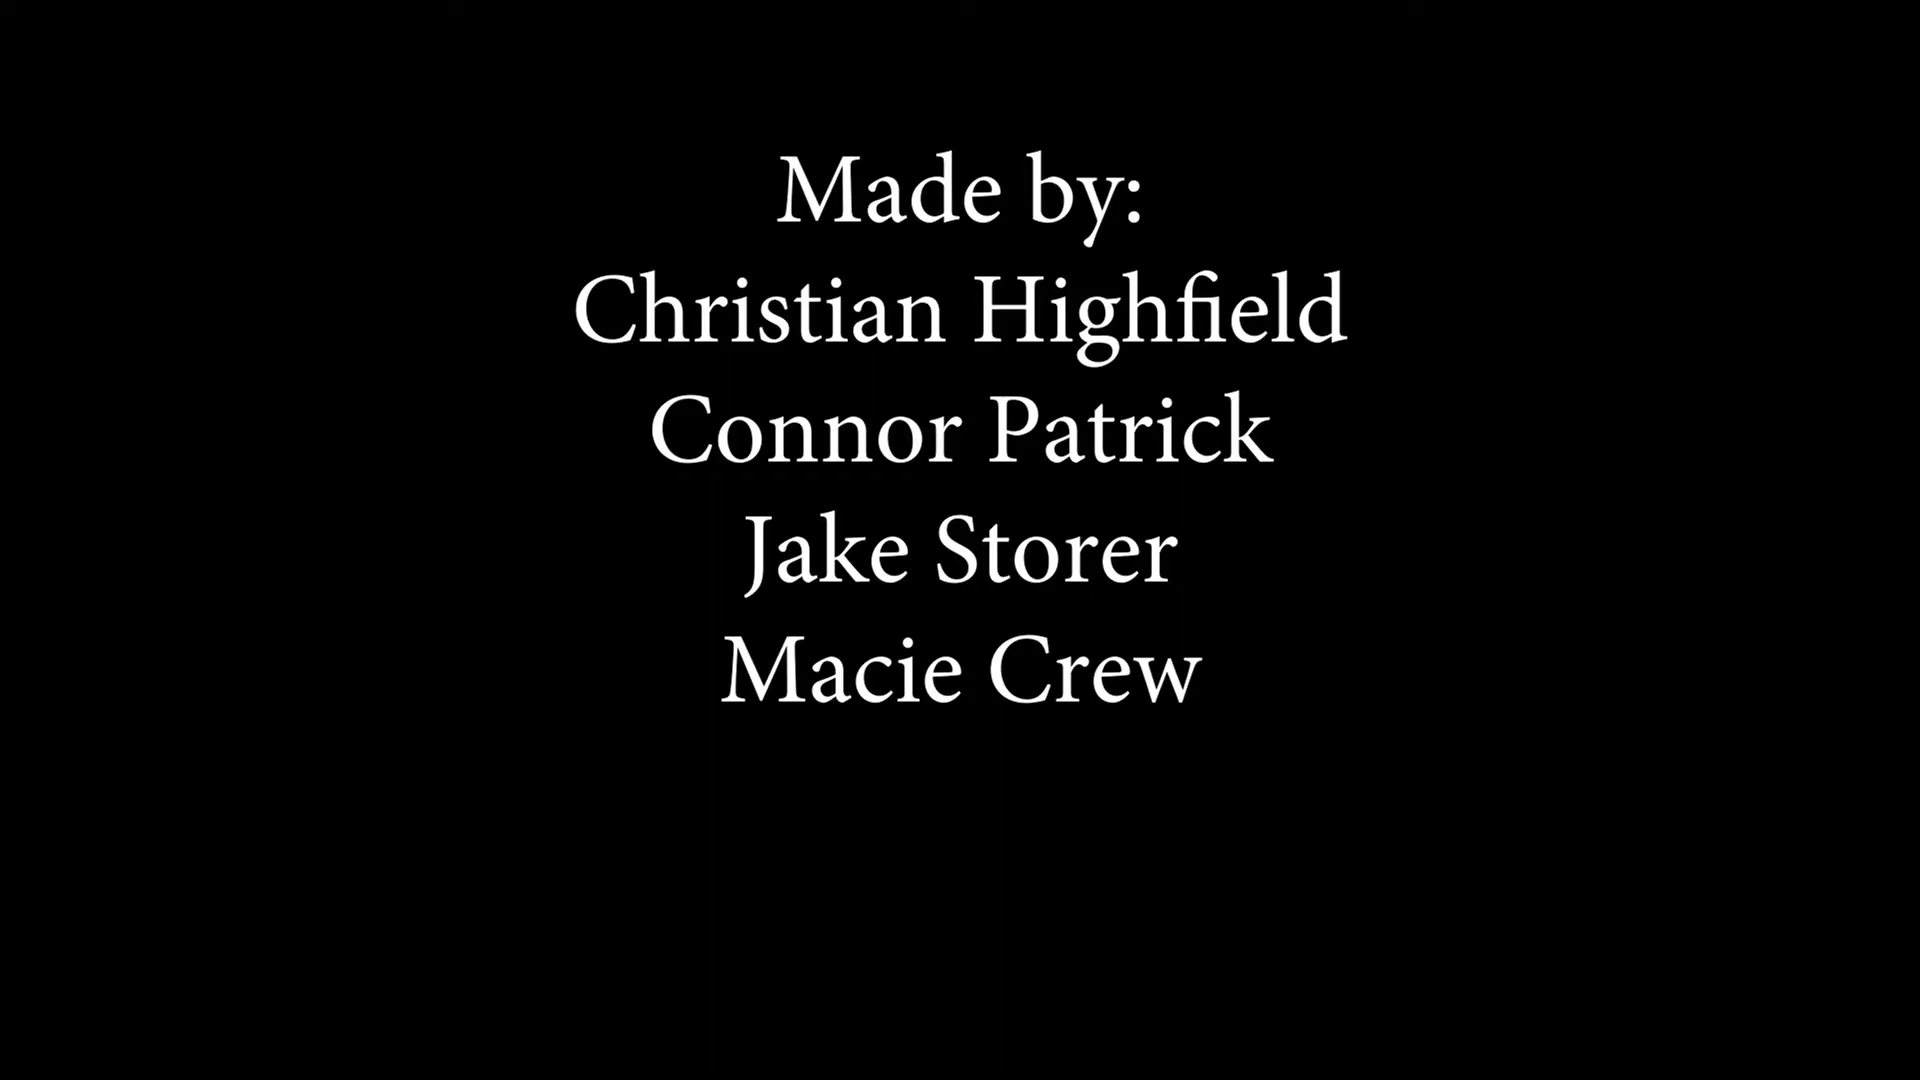 Made by:
Christian Highfield
Connor Patrick
Jake Storer
Macie Crew